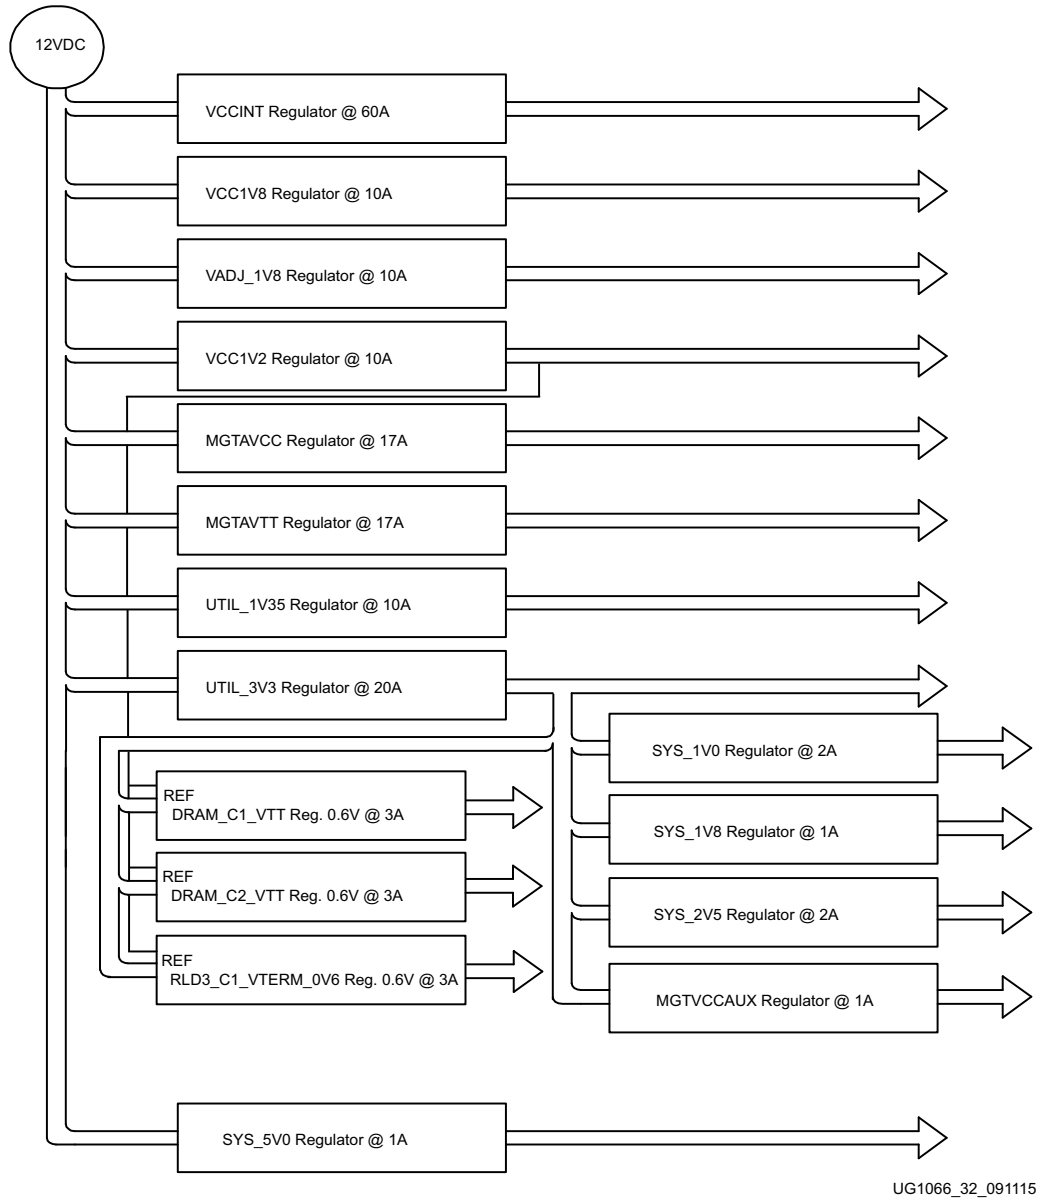 12VDC
VCCINT Regulator @ 60A
VCC1V8 Regulator @ 10A
VADJ_1V8 Regulator @ 10A
VCC1V2 Regulator @ 10A
MGTAVCC Regulator @ 17A
MGTAVTT Regulator @ 17A
UTIL_1V35 Regulator @ 10A
UTIL_3V3 Regulator @ 20A
SYS_1V0 Regulator @ 2A
REF
DRAM_C1_VTT Reg. 0.6V @ 3A
SYS_1V8 Regulator @ 1A
REF
DRAM_C2_VTT Reg. 0.6V @ 3A
SYS_2V5 Regulator @ 2A
REF
RLD3_C1_VTERM_0V6 Reg. 0.6V @ 3A
MGTVCCAUX Regulator @ 1A
SYS_5V0 Regulator @ 1A
UG1066_32_091115